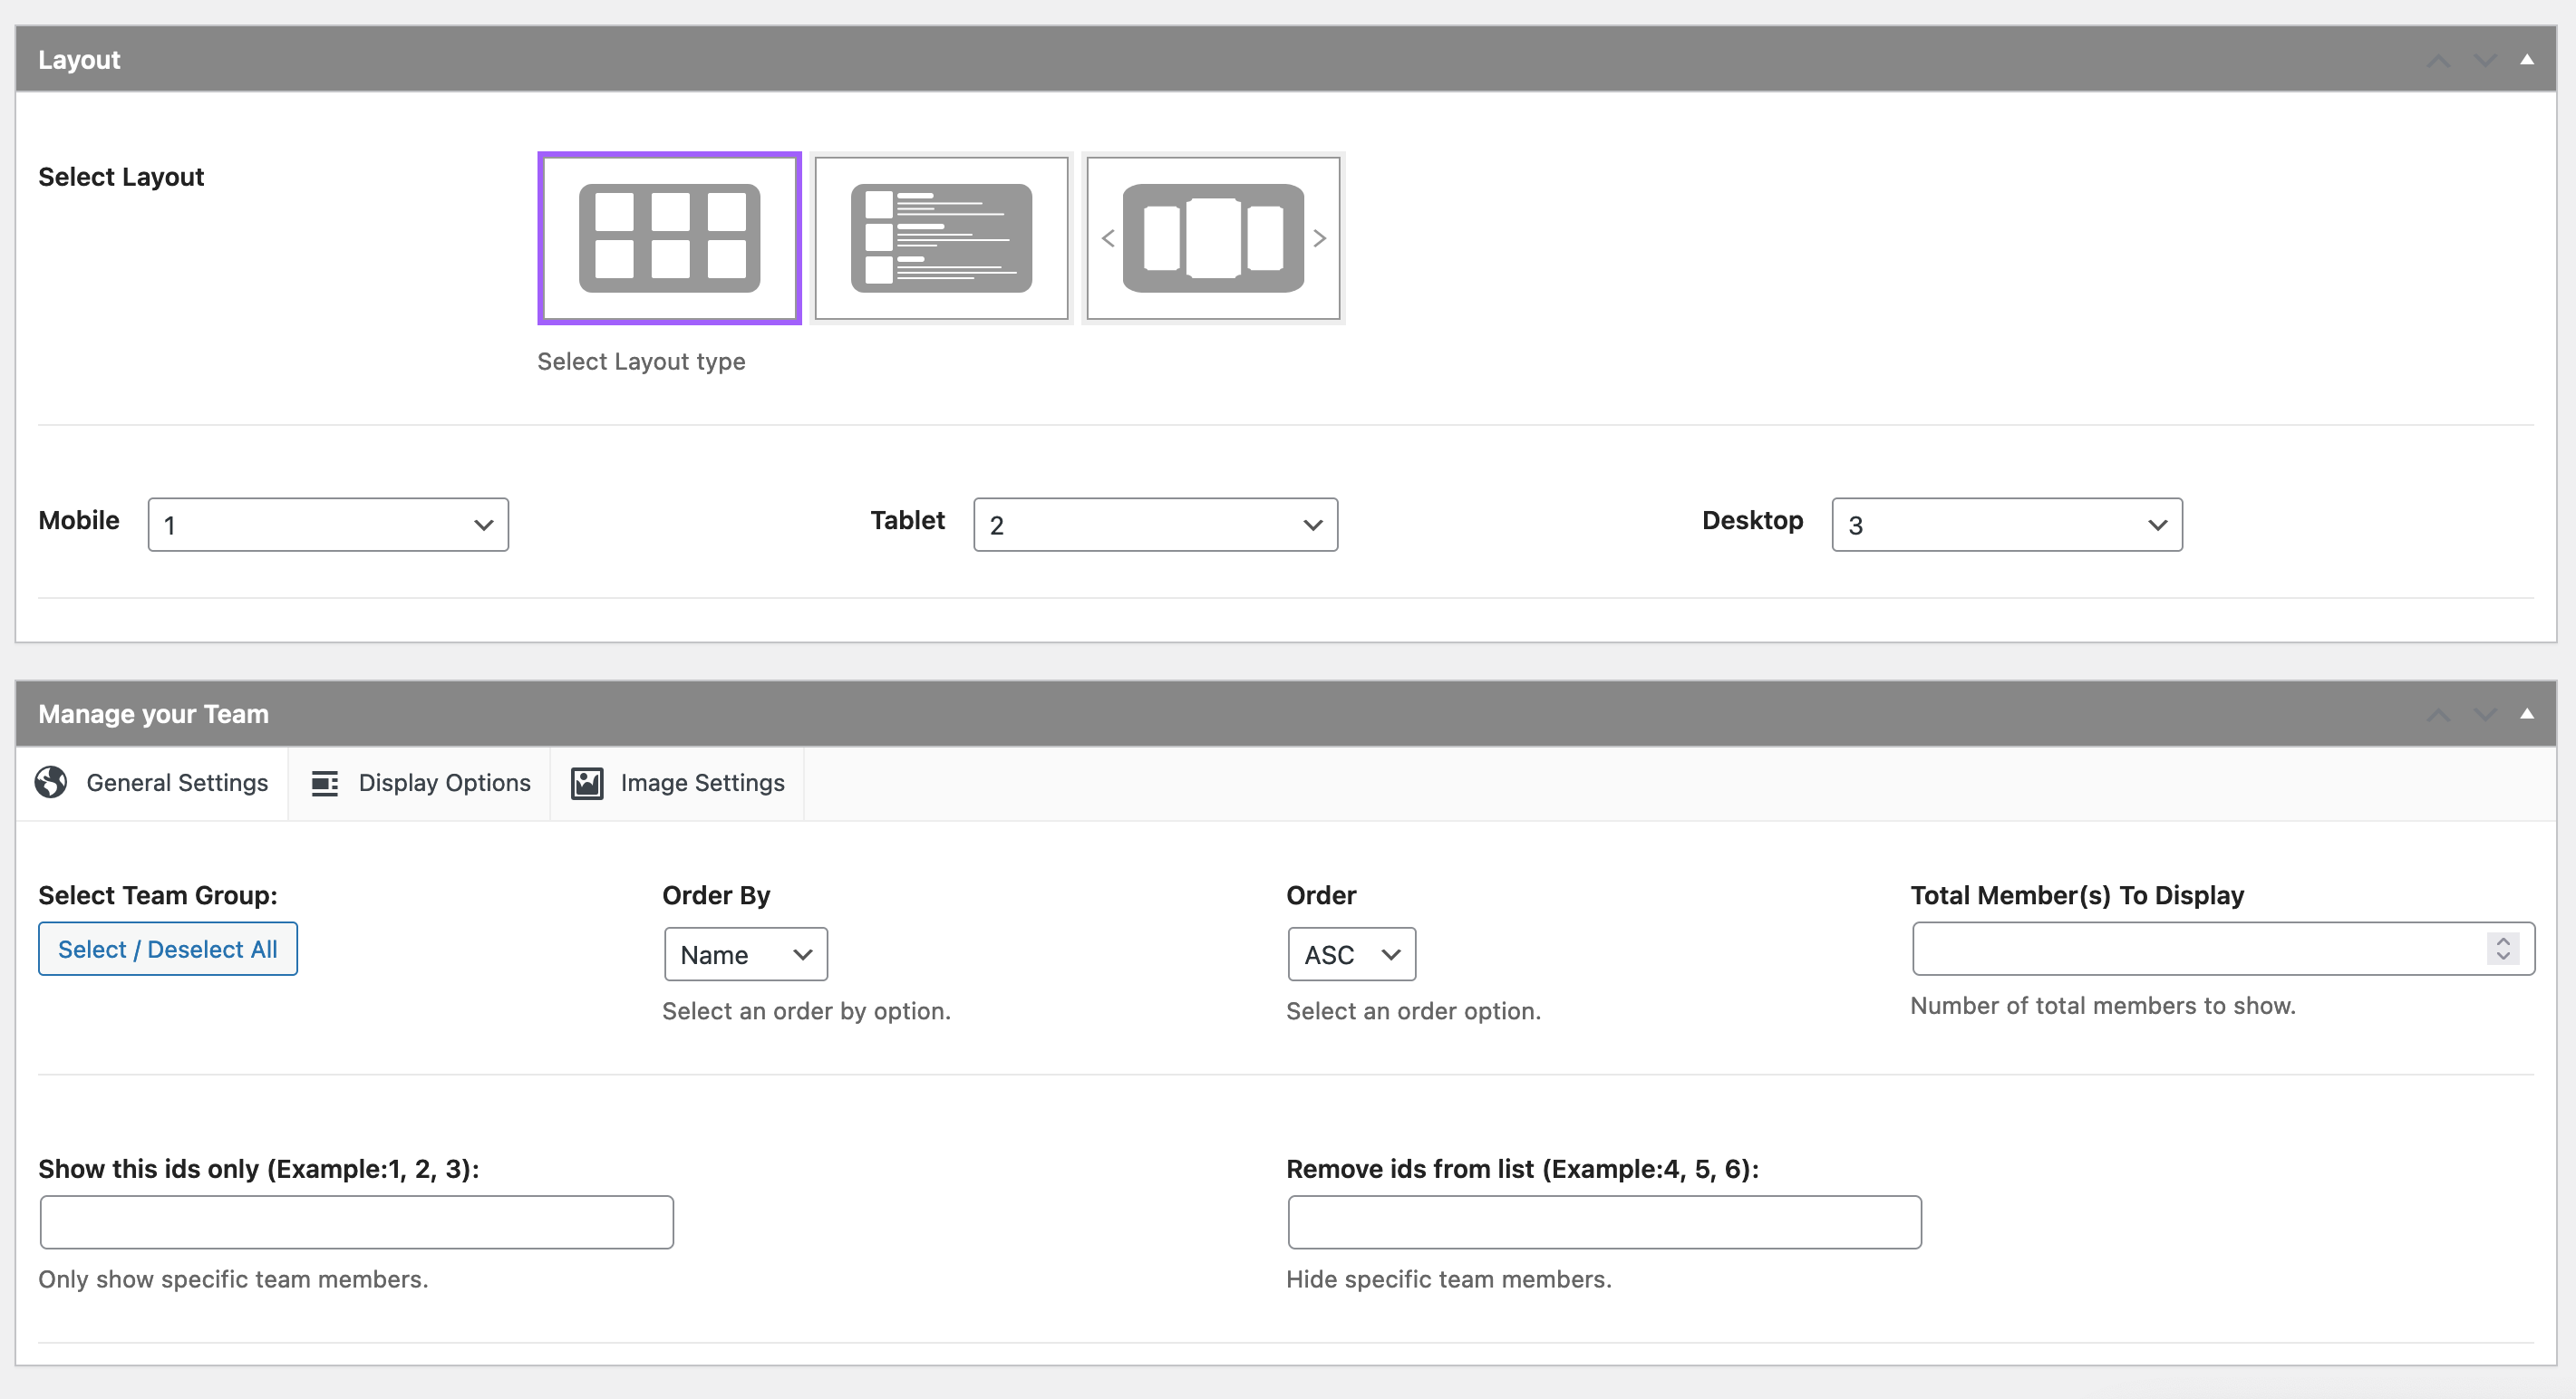 Layout
Select Layout
Select Layout type
Mobile 1 Tablet 2 Desktop 3
Manage your Team
General Settings Display Options Image Settings
Select Team Group: Order By Order Total Member(s) To Display
Select / Deselect All Name ASC
Select an order by option. Select an order option. Number of total members to show.
Show this ids only (Example:1, 2, 3): Remove ids from list (Example:4, 5, 6):
Only show specific team members. Hide specific team members.